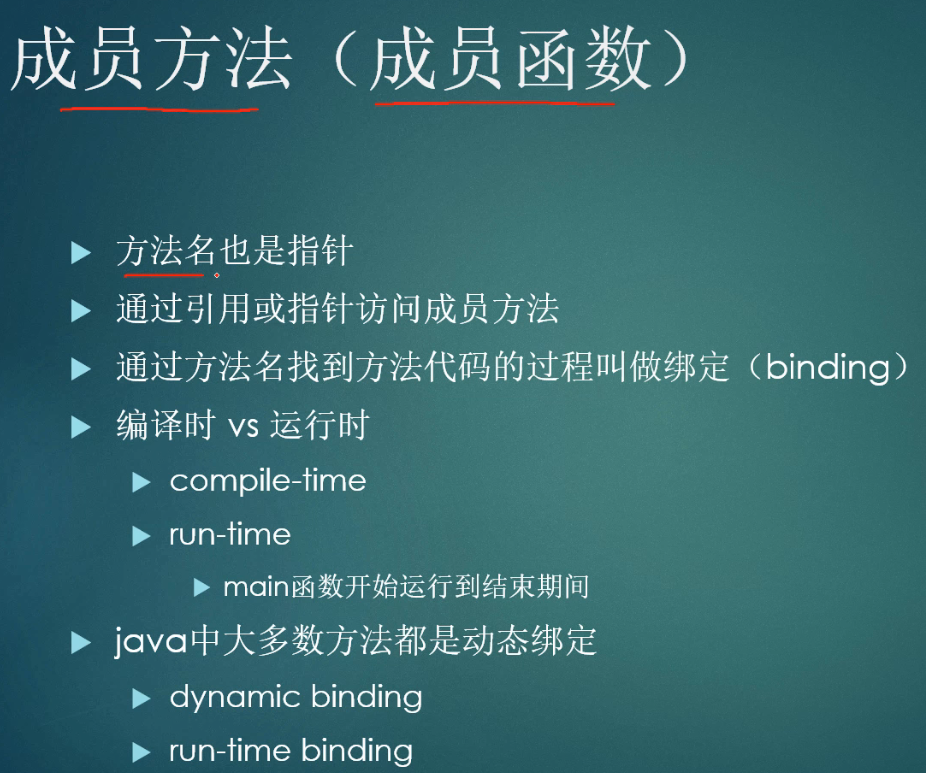 成员方法（成员函数）
方法名也是指针
通过引用或指针访问成员方法
通过方法名找到方法代码的过程叫做绑定（binding）
编译时 vs 运行时
compile-time
run-time
main函数开始运行到结束期间
java中大多数方法都是动态绑定
dynamic binding
run-time binding